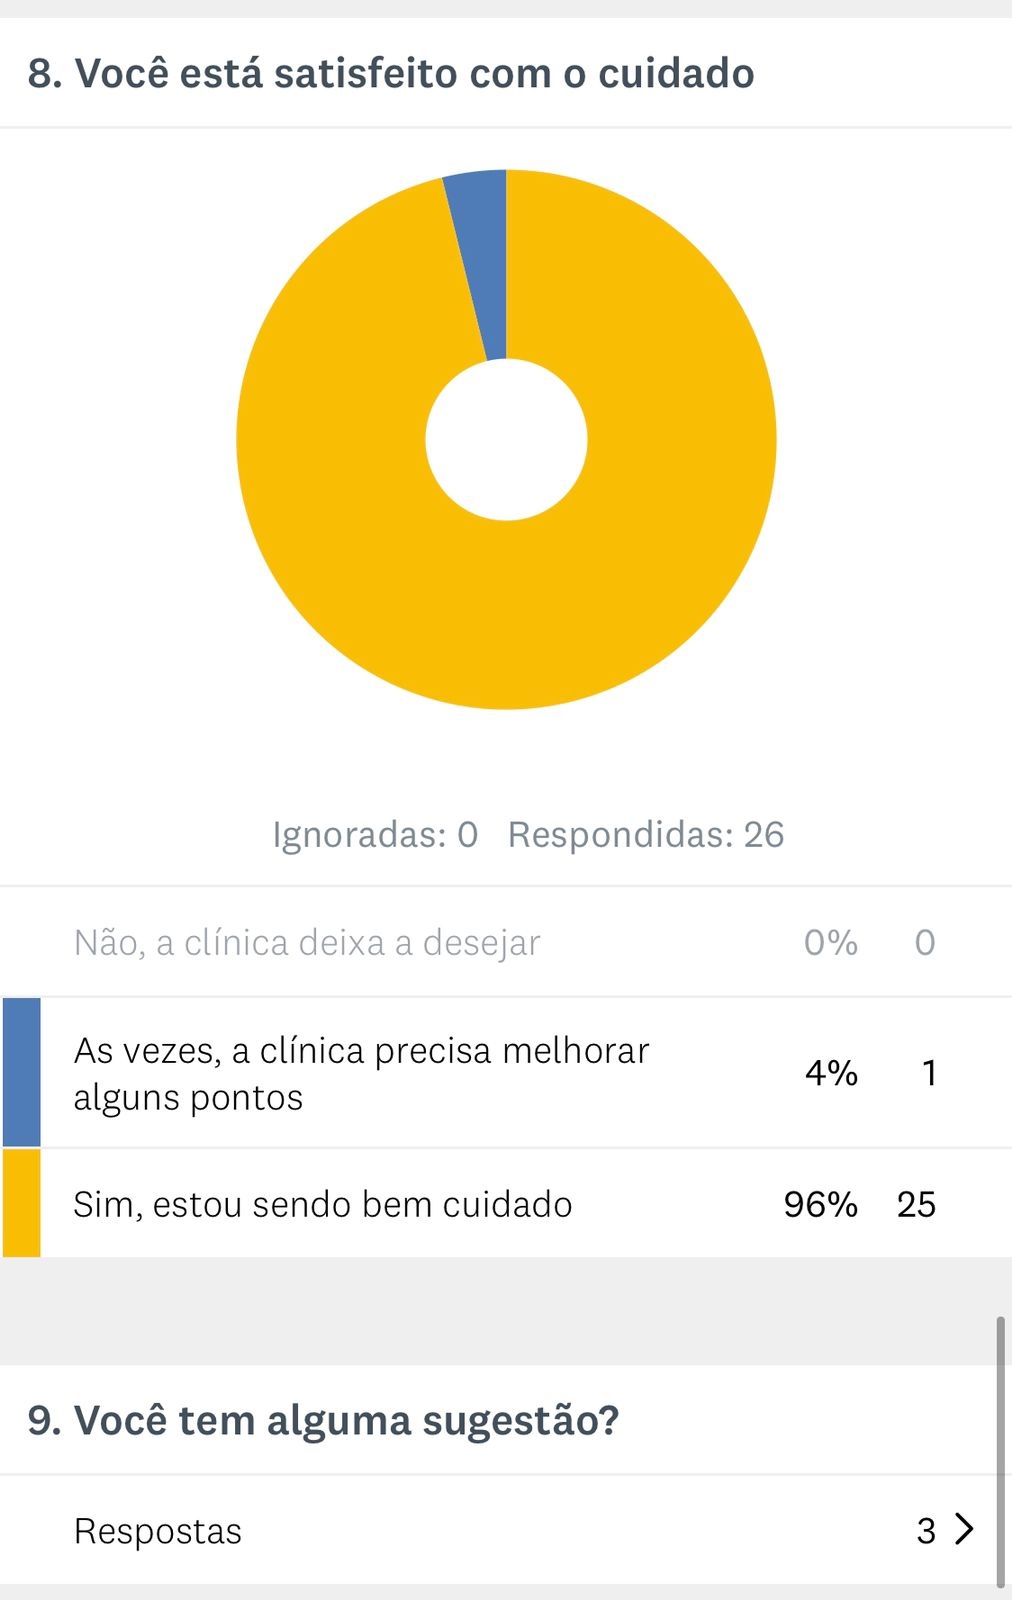 8. Você está satisfeito com o cuidado
Ignoradas: 0 Respondidas: 26
Não, a clínica deixa a desejar 0% 0
As vezes, a clínica precisa melhorar
alguns pontos 4% 1
Sim, estou sendo bem cuidado 96% 25
9. Você tem alguma sugestão?
Respostas 3